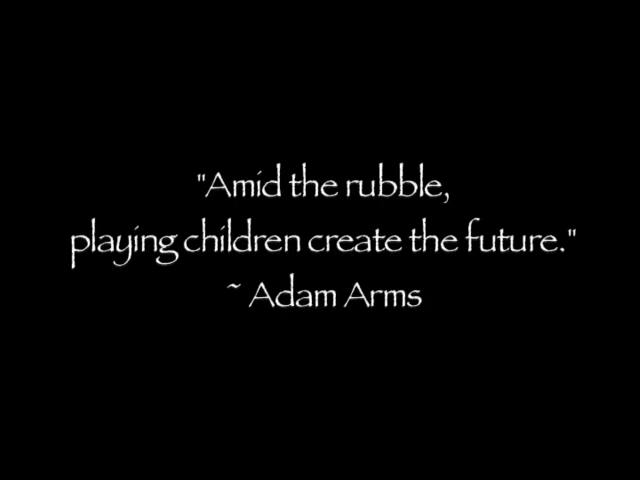 "Amid the rubble,
playing children create the future."
~ Adam Arms